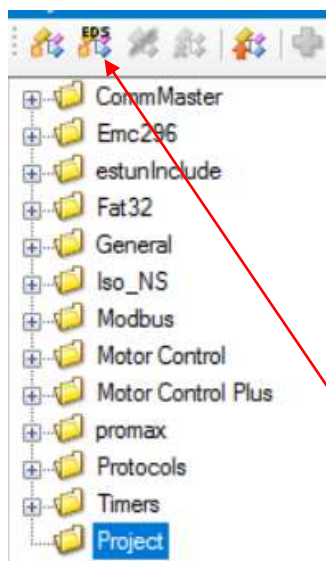 EDS
CommMaster
Emc296
estunInclude
Fat32
General
Iso_NS
Modbus
Motor Control
Motor Control Plus
promax
Protocols
Timers
Project